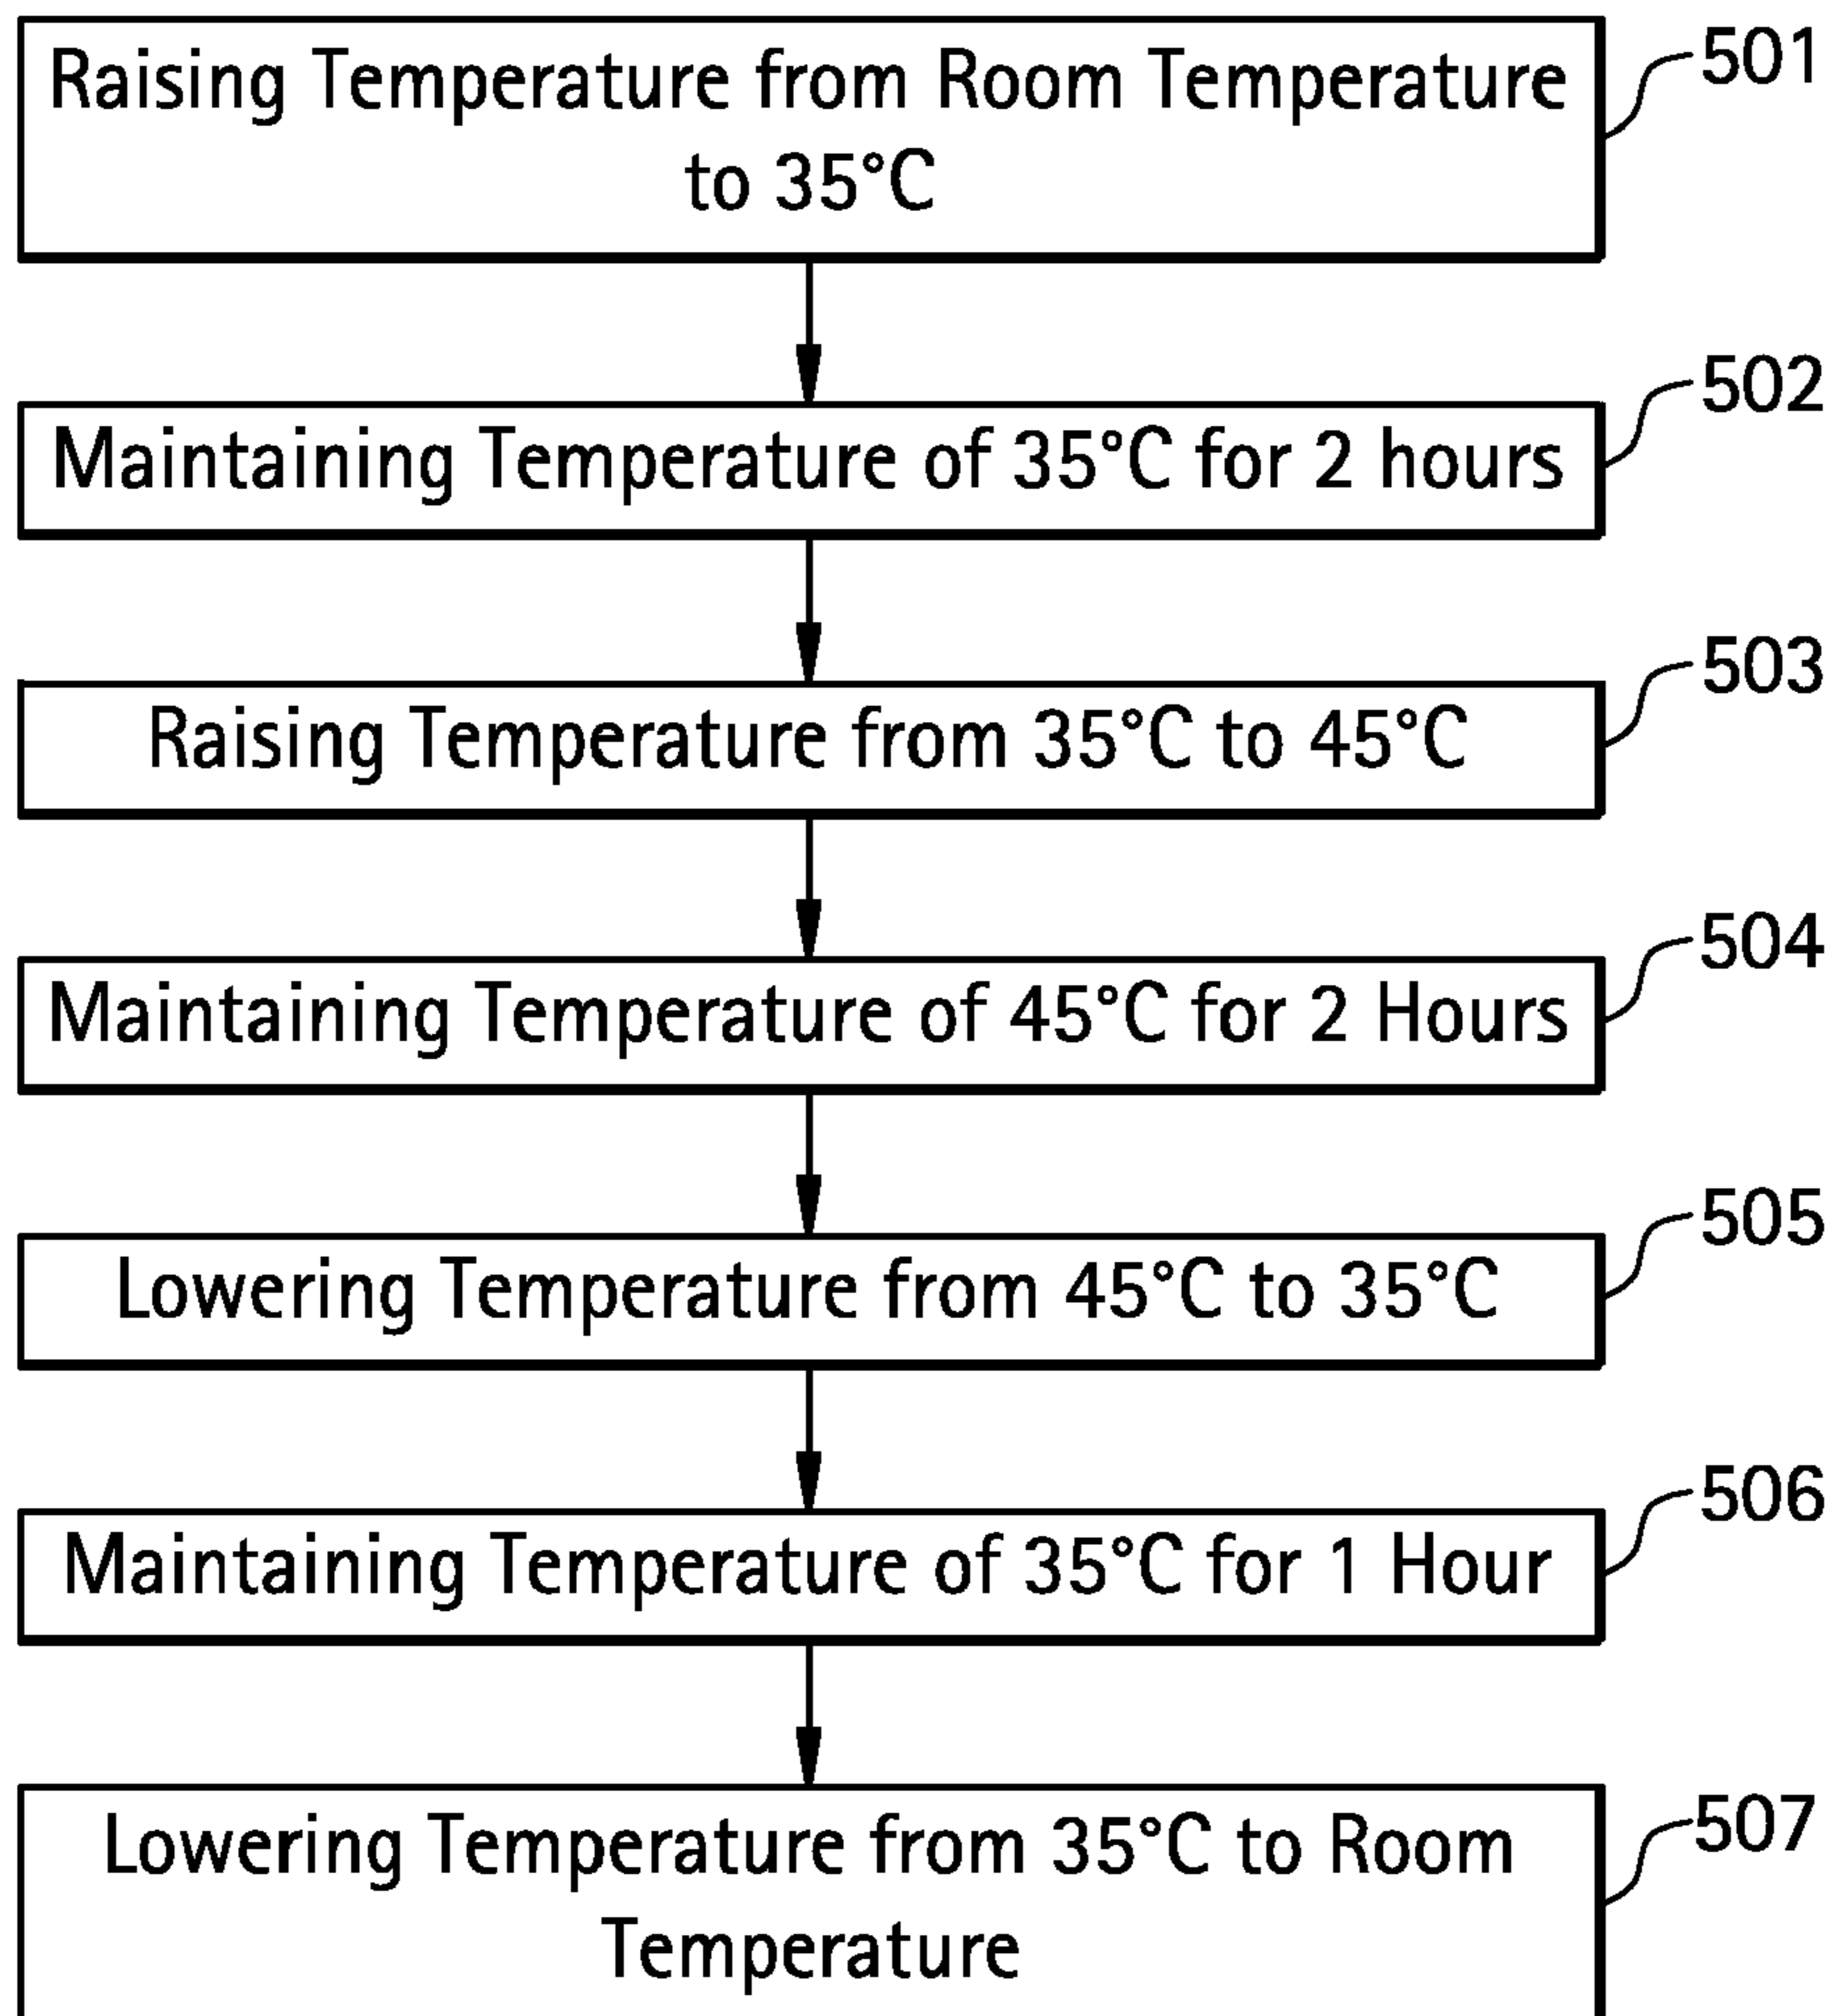 Raising Temperature from Room Temperature
to 35°C
501
Maintaining Temperature of 35°C for 2 hours
502
Raising Temperature from 35°C to 45°C
503
Maintaining Temperature of 45°C for 2 Hours
504
Lowering Temperature from 45°C to 35°C
505
Maintaining Temperature of 35°C for 1 Hour
506
Lowering Temperature from 35°C to Room
Temperature
507